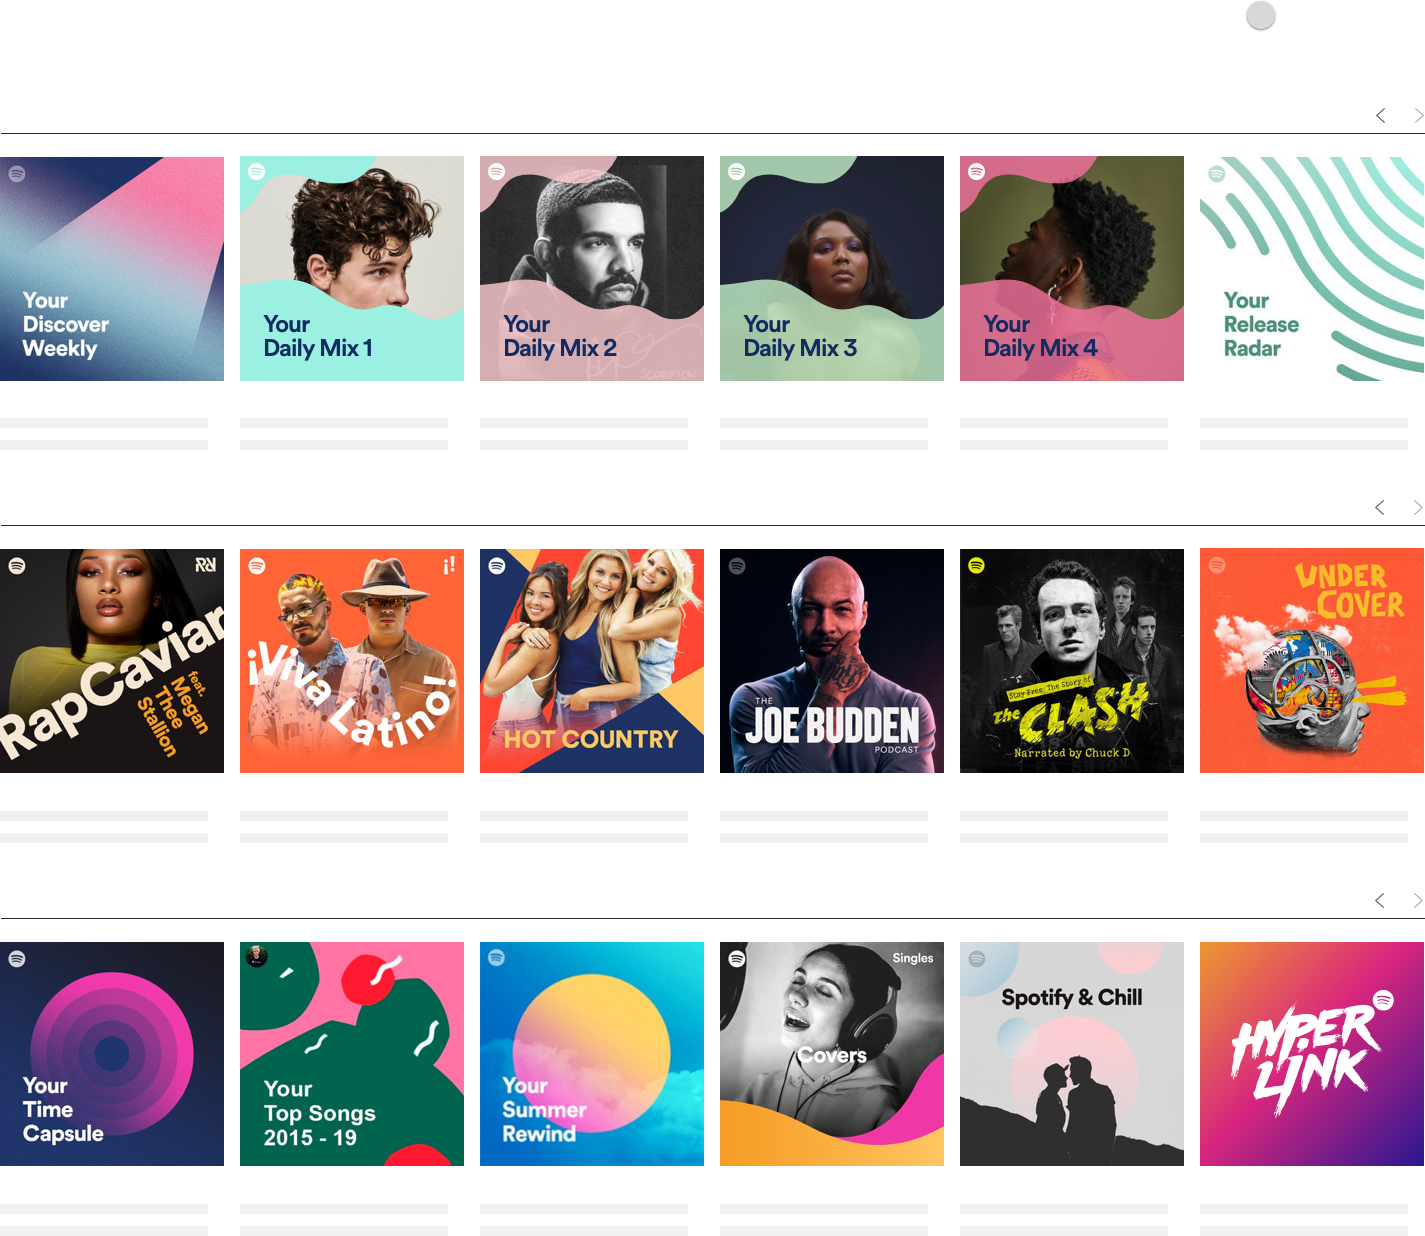 Your
Discover
Weekly
Your
Daily Mix 1
Your
Daily Mix 2
SCORPION
Your
Daily Mix 3
Your
Daily Mix 4
Your
Release
Radar
RapCaviar
feat.
Megan
Thee
Stallion
¡!
¡Viva
Latino!
HOT COUNTRY
THE
JOE BUDDEN
PODCAST
Stay Free: The Story of
The CLASH
Narrated by Chuck D
UNDER
COVER
Your
Time
Capsule
Your
Top Songs
2015 - 19
Your
Summer
Rewind
Singles
Covers
Spotify & Chill
HYPER
LINK